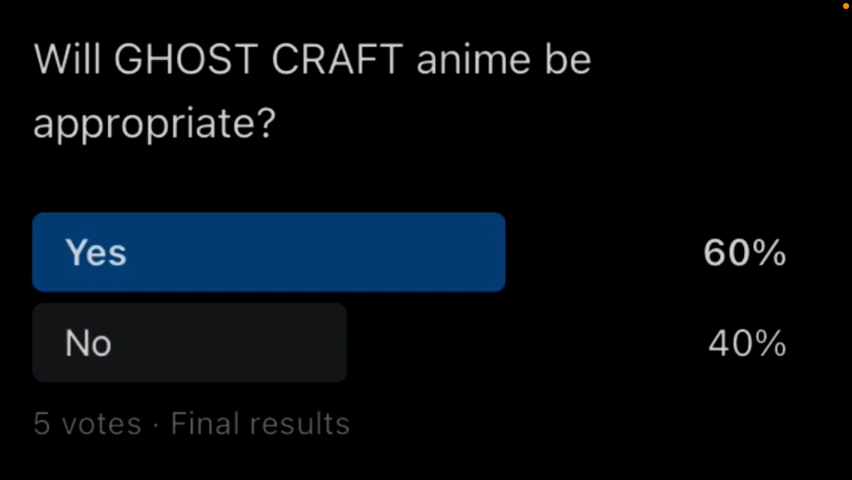 Will GHOST CRAFT anime be
appropriate?
Yes 60%
No 40%
5 votes · Final results